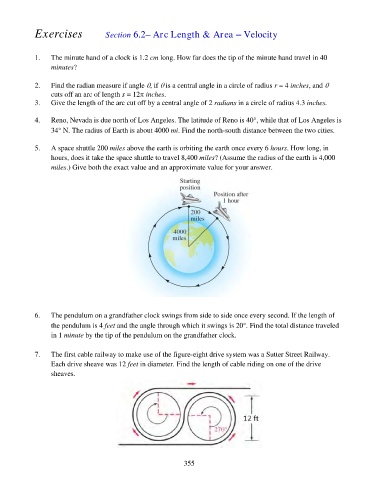 Exercises Section 6.2– Arc Length & Area – Velocity
1. The minute hand of a clock is 1.2 cm long. How far does the tip of the minute hand travel in 40
minutes?
2. Find the radian measure if angle θ, if θ is a central angle in a circle of radius r = 4 inches, and θ
cuts off an arc of length s = 12π inches.
3. Give the length of the arc cut off by a central angle of 2 radians in a circle of radius 4.3 inches.
4. Reno, Nevada is due north of Los Angeles. The latitude of Reno is 40°, while that of Los Angeles is
34° N. The radius of Earth is about 4000 mi. Find the north-south distance between the two cities.
5. A space shuttle 200 miles above the earth is orbiting the earth once every 6 hours. How long, in
hours, does it take the space shuttle to travel 8,400 miles? (Assume the radius of the earth is 4,000
miles.) Give both the exact value and an approximate value for your answer.
Starting
position
Position after
1 hour
200
miles
4000
miles
6. The pendulum on a grandfather clock swings from side to side once every second. If the length of
the pendulum is 4 feet and the angle through which it swings is 20°. Find the total distance traveled
in 1 minute by the tip of the pendulum on the grandfather clock.
7. The first cable railway to make use of the figure-eight drive system was a Sutter Street Railway.
Each drive sheave was 12 feet in diameter. Find the length of cable riding on one of the drive
sheaves.
12 ft
270°
355